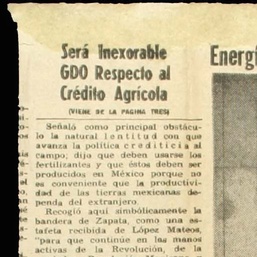 Será Inexorable
GDO Respecto al
Crédito Agrícola
(VIENE DE LA PAGINA TRES)
Energí
Señaló como principal obstácu-
lo la natural lentitud con que
avanza la política crediticia al
campo; dijo que deben usarse los
fertilizantes y que éstos deben ser
producidos en México porque no
es conveniente que la productivi-
dad de las tierras mexicanas de-
penda del extranjero.
Recogió aquí simbólicamente la
bandera de Zapata, como una es-
tafeta recibida de López Mateos,
"para que continúe en las manos
activas de la Revolución, de la